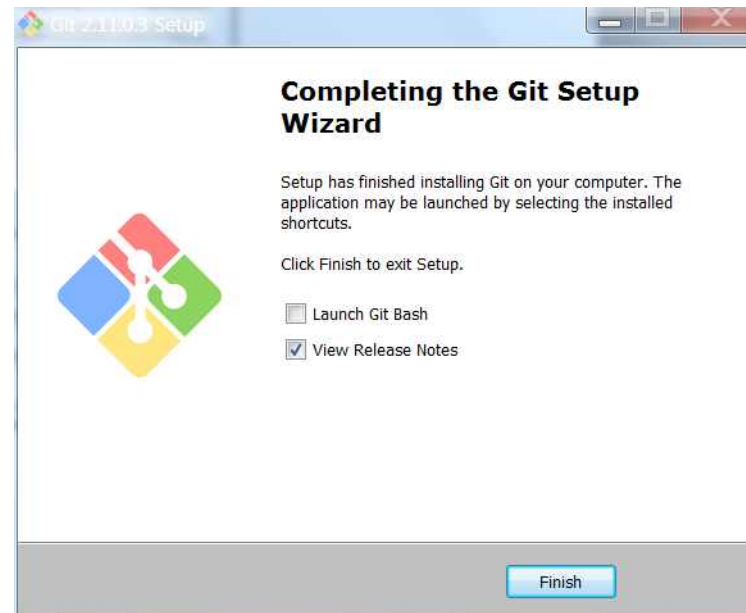 Git 2.11.0.3 Setup
Completing the Git Setup
Wizard
Setup has finished installing Git on your computer. The
application may be launched by selecting the installed
shortcuts.
Click Finish to exit Setup.
Launch Git Bash
View Release Notes
Finish